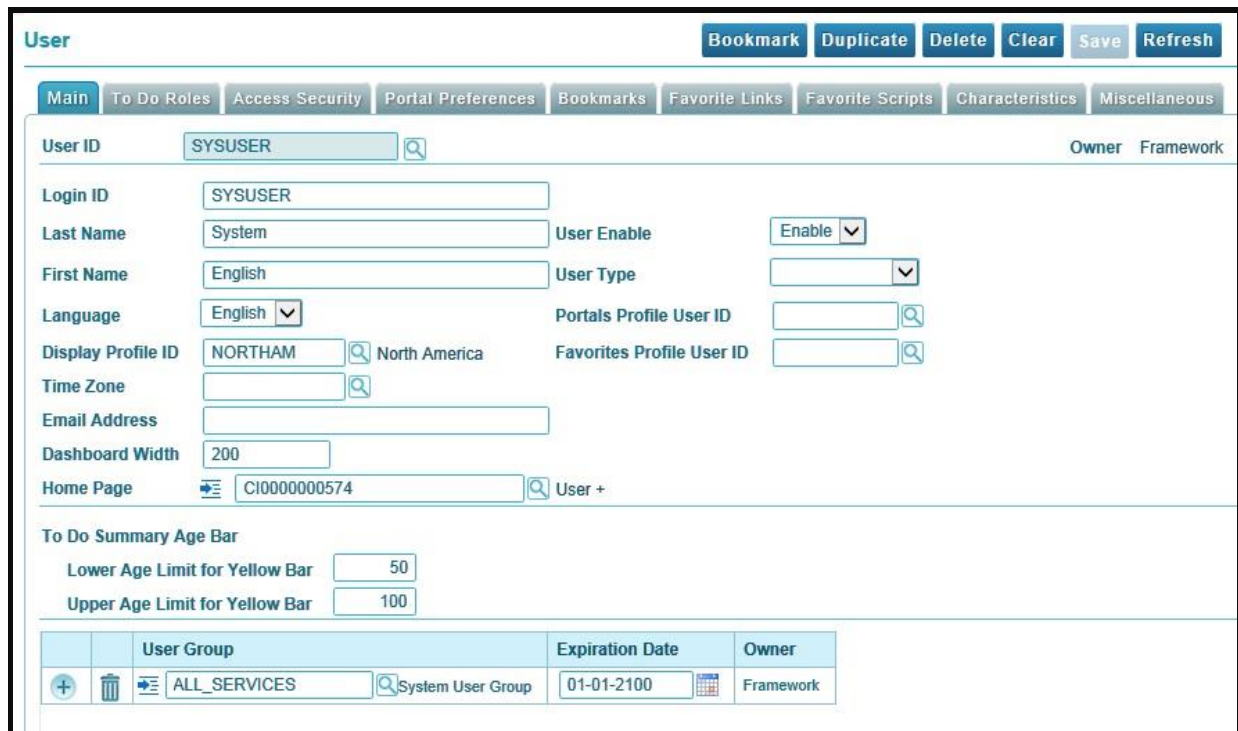 User Bookmark Duplicate Delete Clear Save Refresh
Main To Do Roles Access Security Portal Preferences Bookmarks Favorite Links Favorite Scripts Characteristics Miscellaneous
User ID SYSUSER Owner Framework
Login ID SYSUSER
Last Name System User Enable Enable
First Name English User Type
Language English Portals Profile User ID
Display Profile ID NORTHAM North America Favorites Profile User ID
Time Zone
Email Address
Dashboard Width 200
Home Page CI0000000574 User +
To Do Summary Age Bar
Lower Age Limit for Yellow Bar 50
Upper Age Limit for Yellow Bar 100
User Group Expiration Date Owner
ALL_SERVICES System User Group 01-01-2100 Framework